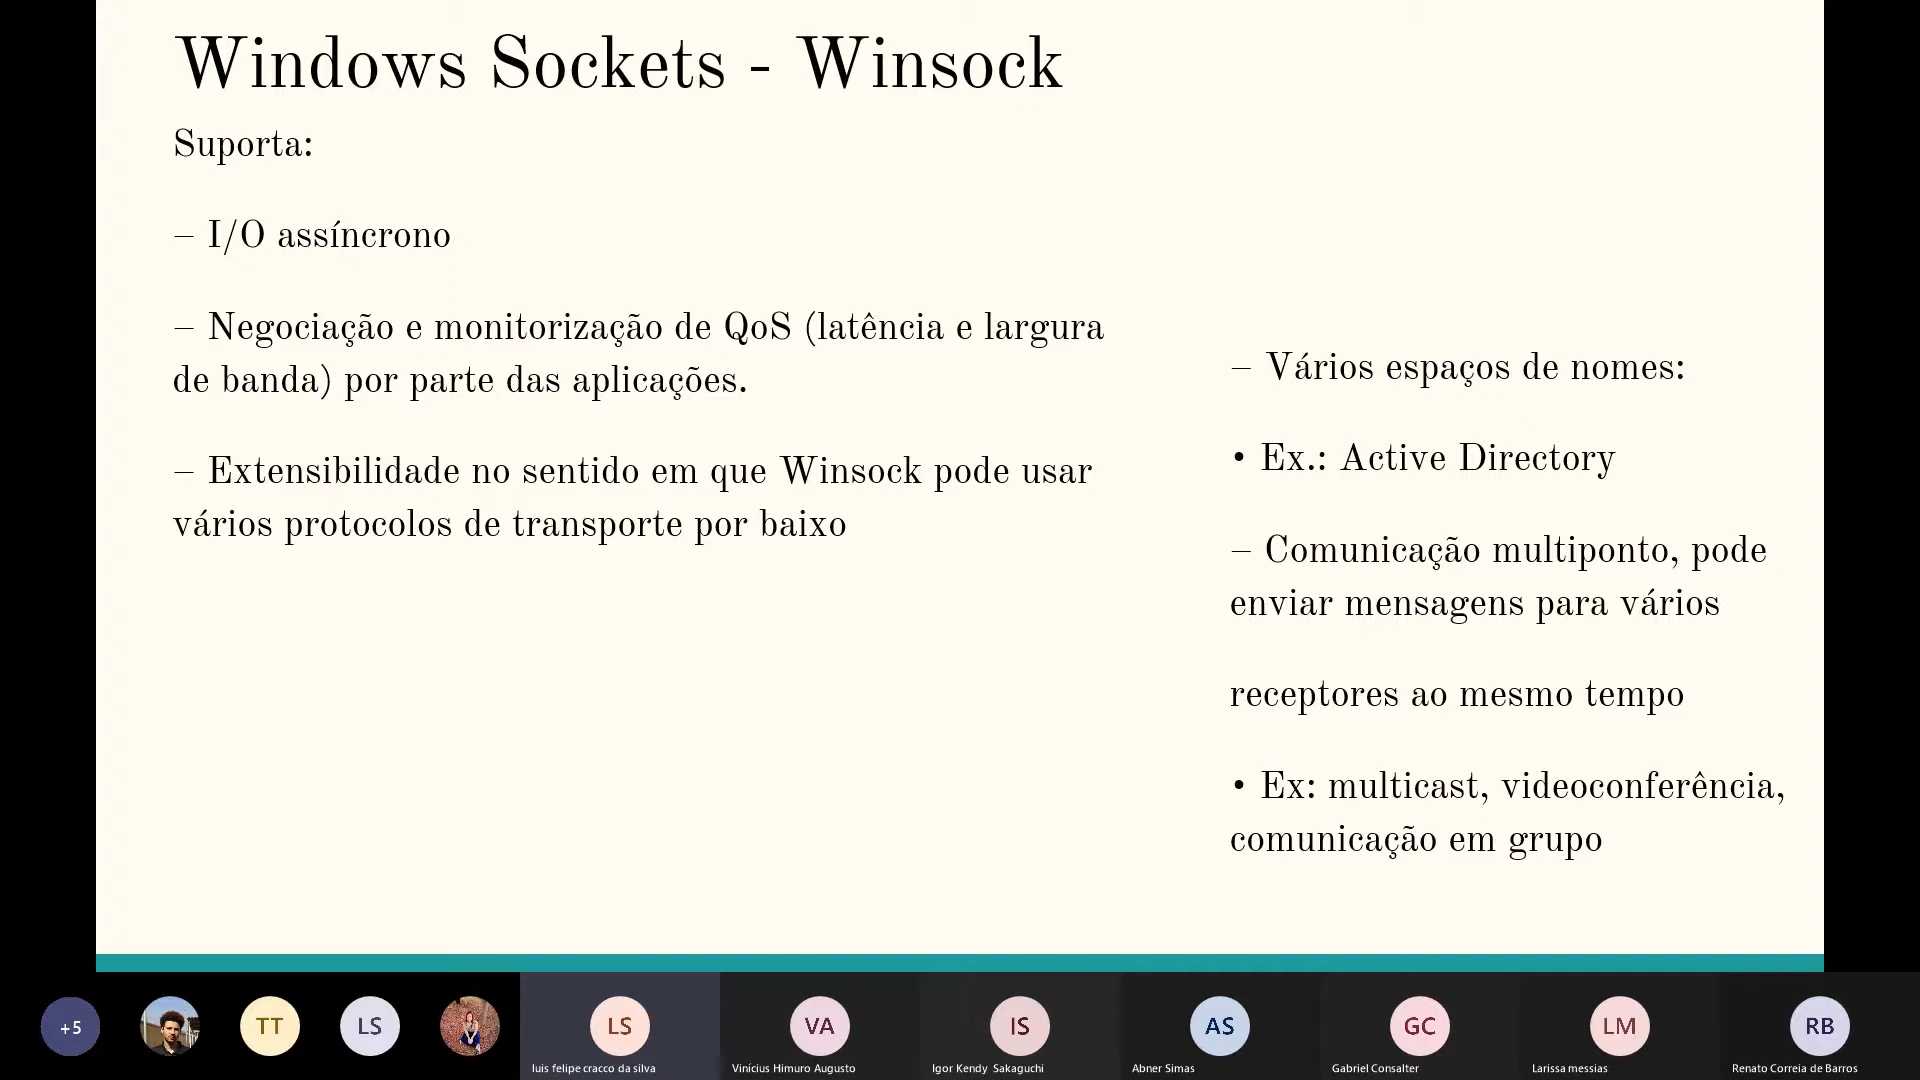 Windows Sockets - Winsock
Suporta:
– I/O assíncrono
– Negociação e monitorização de QoS (latência e largura
de banda) por parte das aplicações.
– Extensibilidade no sentido em que Winsock pode usar
vários protocolos de transporte por baixo
– Vários espaços de nomes:
• Ex.: Active Directory
– Comunicação multiponto, pode
enviar mensagens para vários
receptores ao mesmo tempo
• Ex: multicast, videoconferência,
comunicação em grupo
+5
TT
LS
LS
luis felipe cracco da silva
VA
Vinícius Himuro Augusto
IS
Igor Kendy Sakaguchi
AS
Abner Simas
GC
Gabriel Consalter
LM
Larissa messias
RB
Renato Correia de Barros